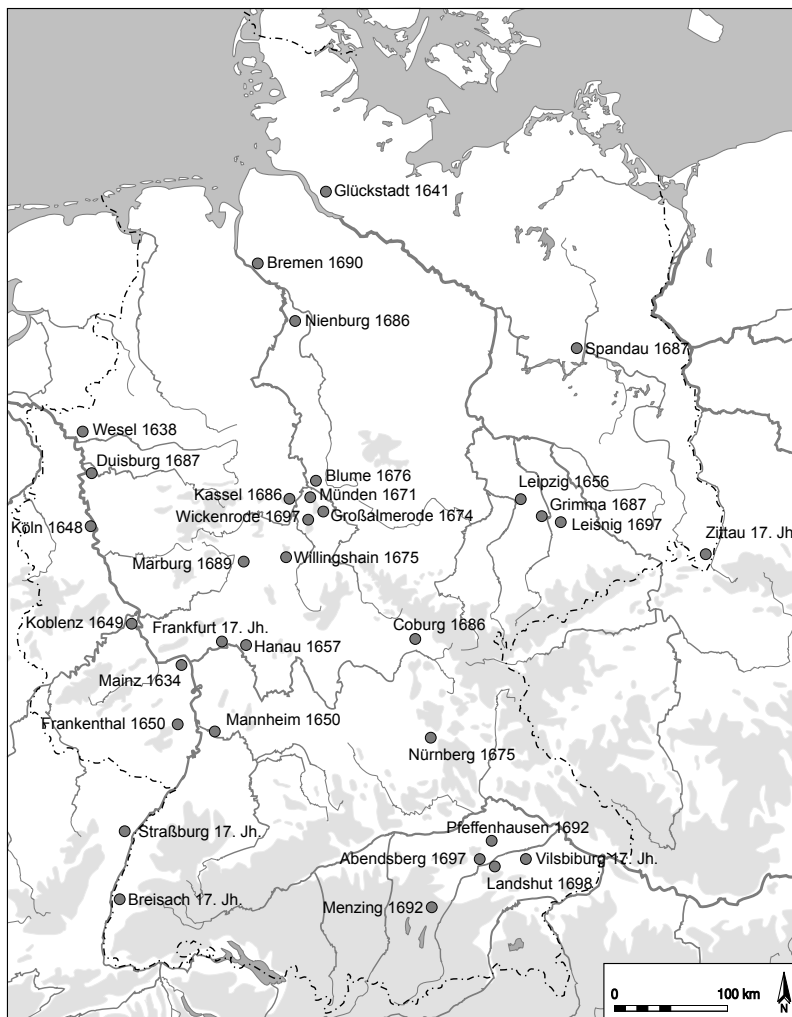 Glückstadt 1641
Bremen 1690
Nienburg 1686
Spandau 1687
Wesel 1638
Duisburg 1687
Blume 1676
Leipzig 1656
Kassel 1686
Münden 1671
Grimma 1687
Wickenrode 1697
Großalmerode 1674
Leisnig 1697
Köln 1648
Zittau 17. Jh.
Marburg 1689
Willingshain 1675
Koblenz 1649
Frankfurt 17. Jh.
Coburg 1686
Hanau 1657
Mainz 1634
Frankenthal 1650
Mannheim 1650
Nürnberg 1675
Straßburg 17. Jh.
Pfeffenhausen 1692
Abendsberg 1697
Vilsbiburg 17. Jh.
Landshut 1698
Breisach 17. Jh.
Menzing 1692
0 100 km
N